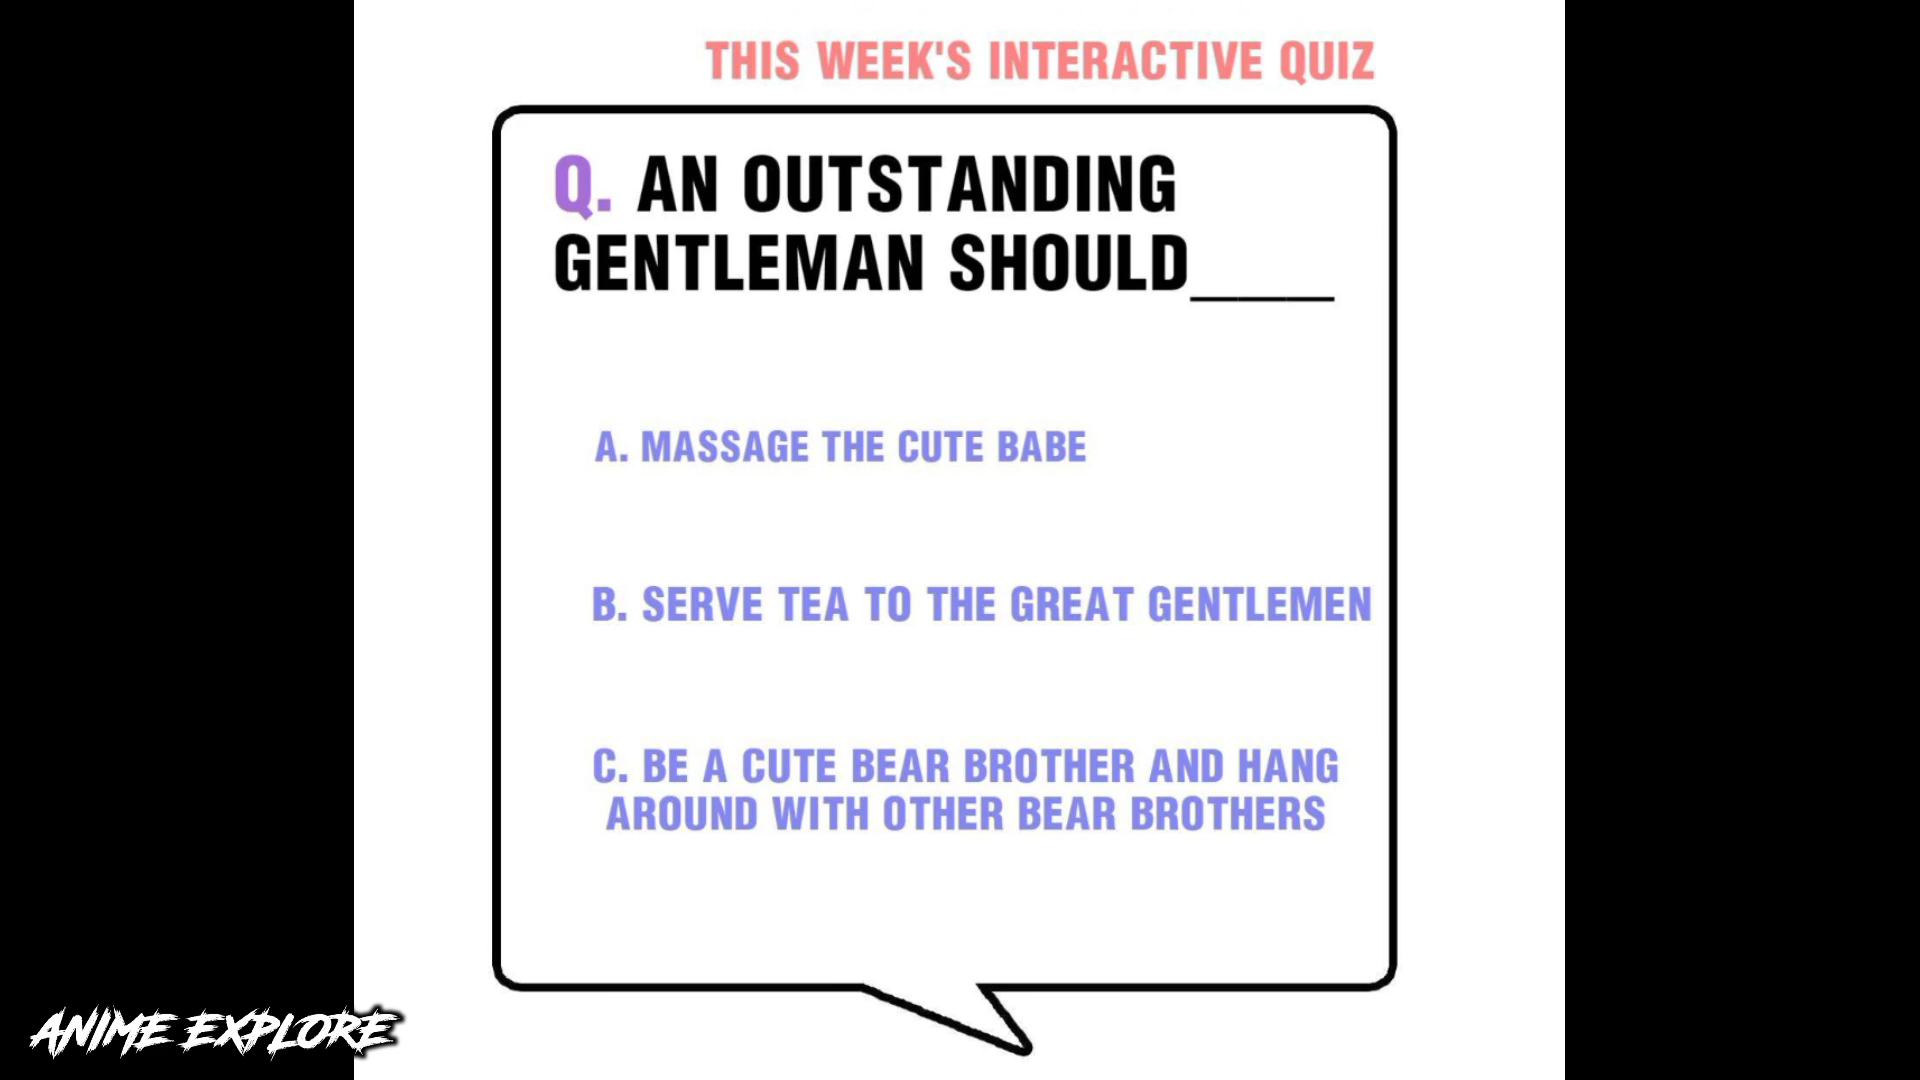 THIS WEEK'S INTERACTIVE QUIZ
Q. AN OUTSTANDING
GENTLEMAN SHOULD____
A. MASSAGE THE CUTE BABE
B. SERVE TEA TO THE GREAT GENTLEMEN
C. BE A CUTE BEAR BROTHER AND HANG
AROUND WITH OTHER BEAR BROTHERS
ANIME EXPLORE